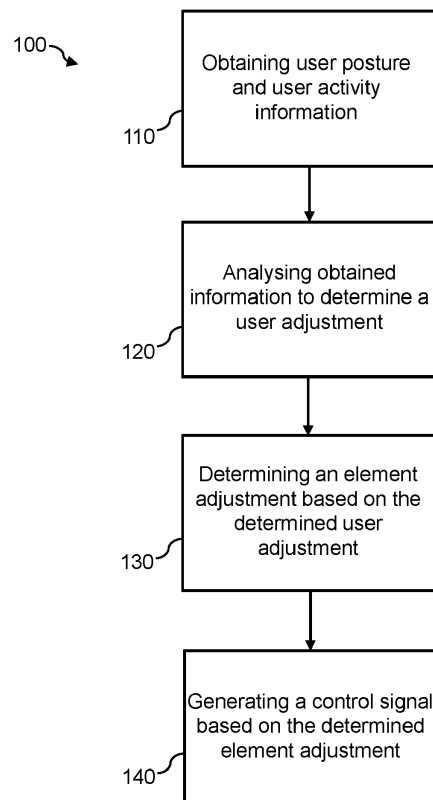 100
Obtaining user posture
and user activity
information
110
Analysing obtained
information to determine a
user adjustment
120
Determining an element
adjustment based on the
determined user
adjustment
130
Generating a control signal
based on the determined
element adjustment
140